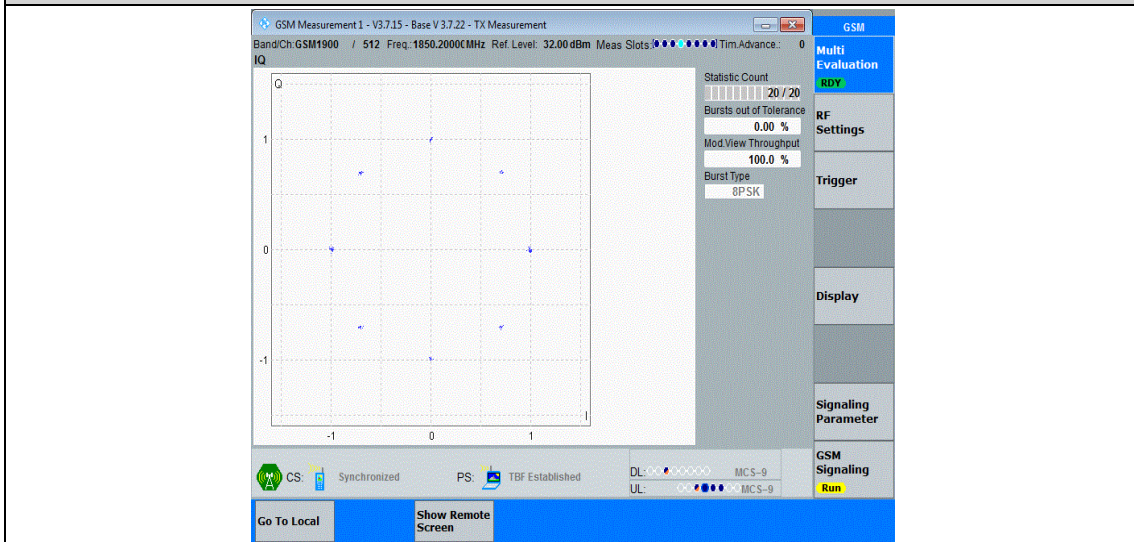 GSM Measurement 1 - V3.7.15 - Base V 3.7.22 - TX Measurement
GSM
Band/Ch:GSM1900 / 512 Freq.:1850.2000 MHz Ref. Level: 32.00 dBm Meas Slots: Tim.Advance.: 0
IQ
Multi
Evaluation
RDY
Q
Statistic Count
20 / 20
Bursts out of Tolerance
0.00 %
Mod.View Throughput
100.0 %
Burst Type
8PSK
RF
Settings
Trigger
Display
Signaling
Parameter
GSM
Signaling
Run
1
0
-1
I
-1 0 1
CS: Synchronized PS: TBF Established DL: MCS-9
UL: MCS-9
Go To Local
Show Remote
Screen